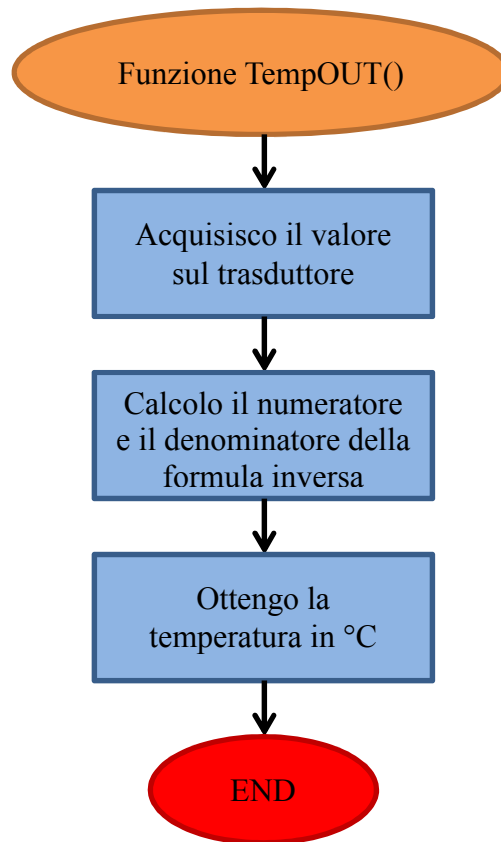 Funzione TempOUT()
Acquisisco il valore
sul trasduttore
Calcolo il numeratore
e il denominatore della
formula inversa
Ottengo la
temperatura in °C
END